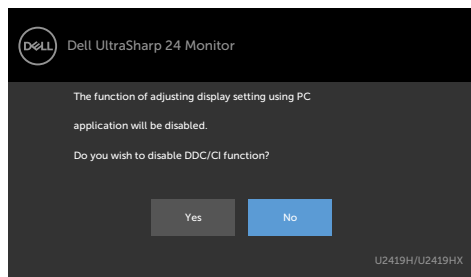 DELL
Dell UltraSharp 24 Monitor
The function of adjusting display setting using PC
application will be disabled.
Do you wish to disable DDC/CI function?
Yes
No
U2419H/U2419HX